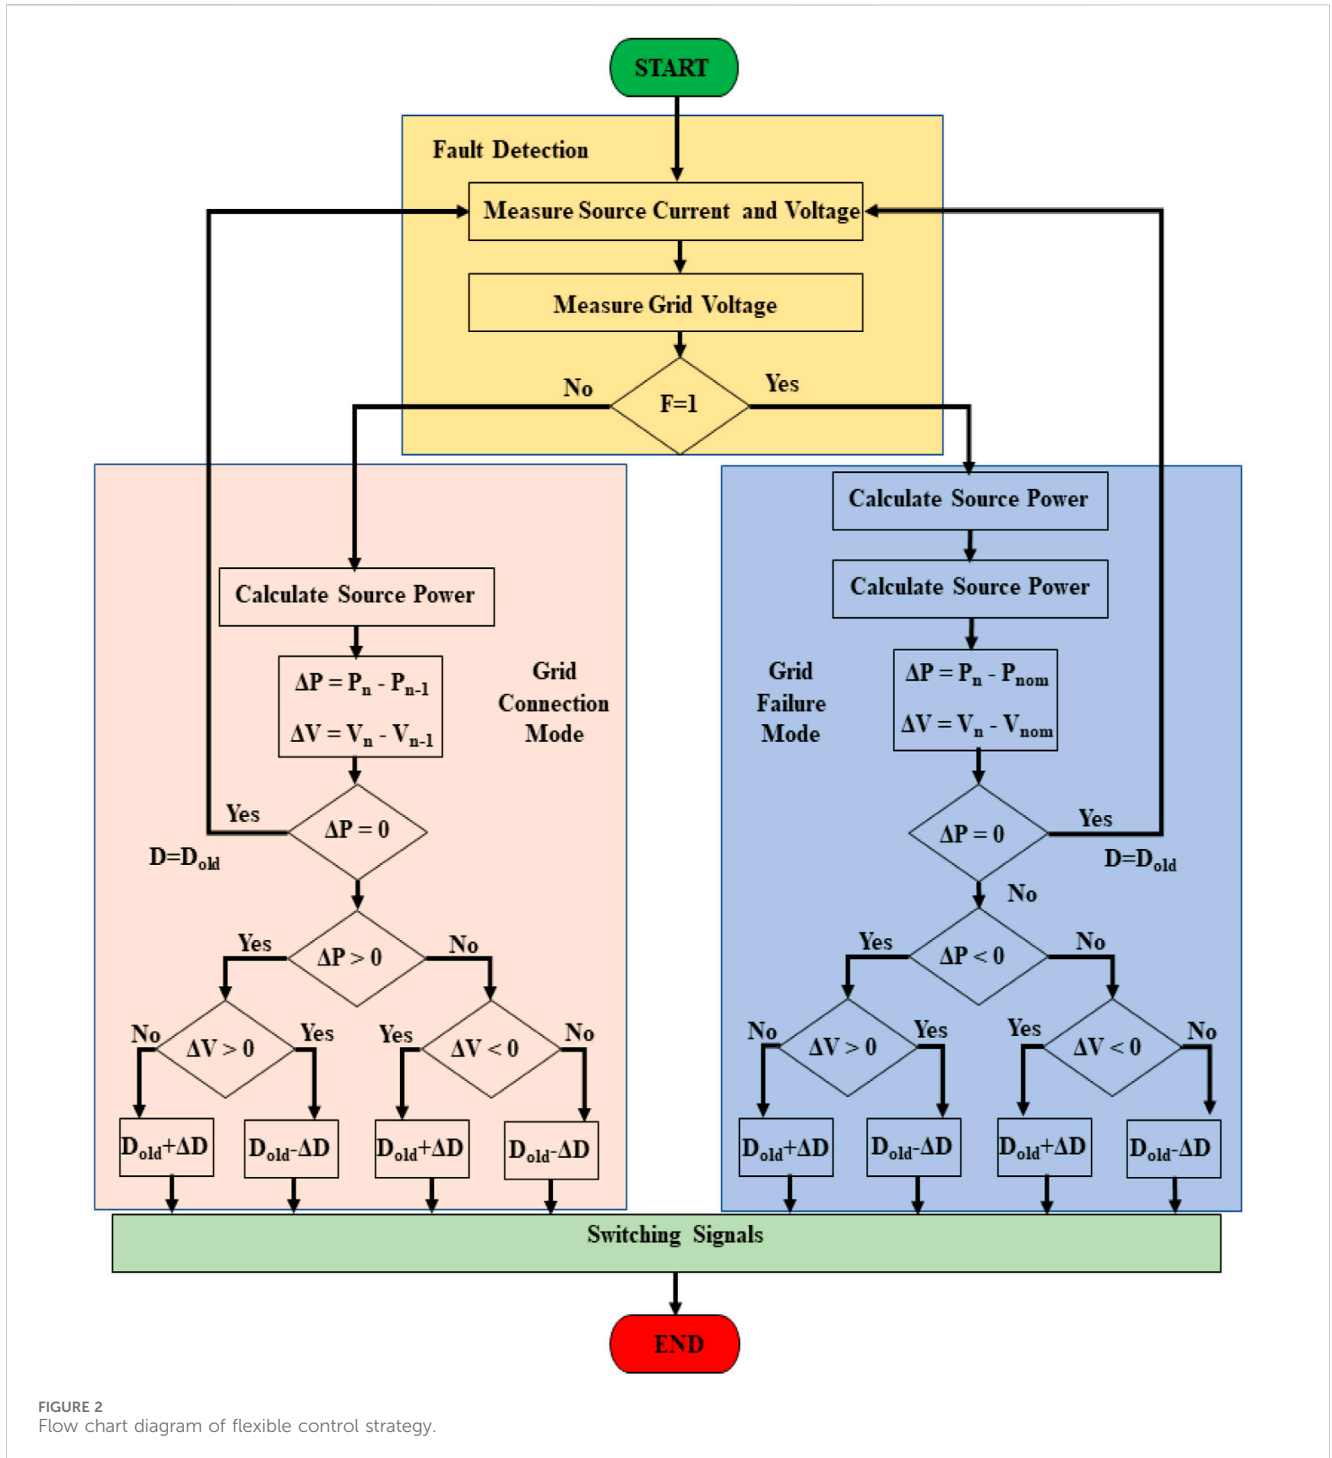 START
Fault Detection
Measure Source Current and Voltage
Measure Grid Voltage
No
Yes
F=1
Calculate Source Power
ΔP = Pn - Pn-1
ΔV = Vn - Vn-1
Grid
Connection
Mode
Yes
ΔP = 0
D=Dold
Yes
No
ΔP > 0
No
ΔV > 0
Yes
Yes
ΔV < 0
No
Dold+ΔD
Dold-ΔD
Dold+ΔD
Dold-ΔD
Calculate Source Power
Calculate Source Power
Grid
Failure
Mode
ΔP = Pn - Pnom
ΔV = Vn - Vnom
ΔP = 0
Yes
D=Dold
No
Yes
ΔP < 0
No
No
ΔV > 0
Yes
Yes
ΔV < 0
No
Dold+ΔD
Dold-ΔD
Dold+ΔD
Dold-ΔD
Switching Signals
END
FIGURE 2
Flow chart diagram of flexible control strategy.